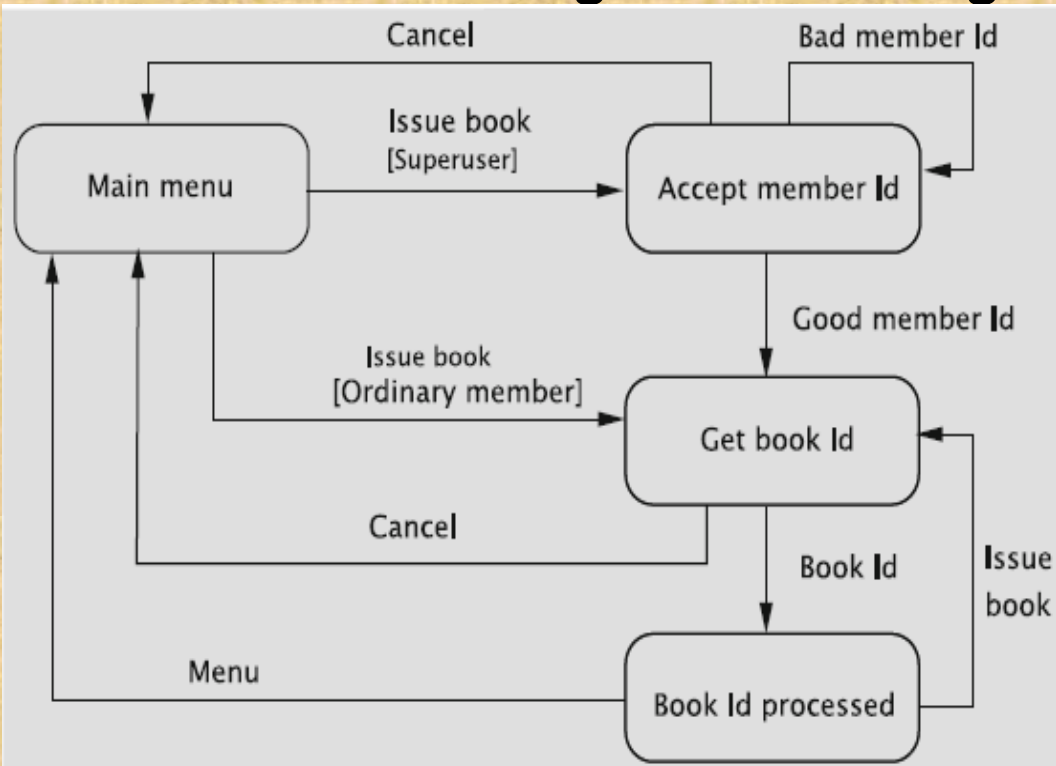 Cancel
Bad member Id
Issue book
[Superuser]
Main menu
Accept member Id
Good member Id
Issue book
[Ordinary member]
Get book Id
Cancel
Book Id
Issue
book
Menu
Book Id processed